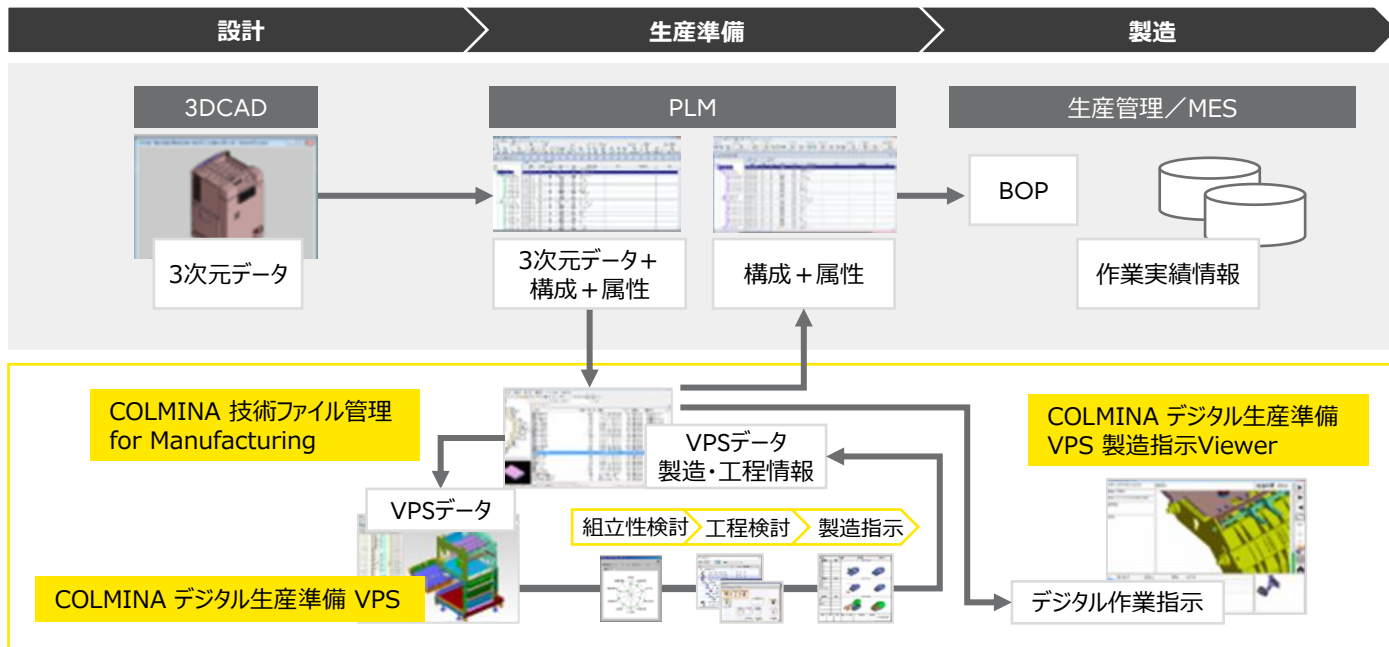 設計
生産準備
製造
3DCAD
PLM
生産管理／MES
BOP
3次元データ
3次元データ＋
構成＋属性
構成＋属性
作業実績情報
COLMINA 技術ファイル管理
for Manufacturing
VPSデータ
製造・工程情報
COLMINA デジタル生産準備
VPS 製造指示Viewer
VPSデータ
組立性検討
工程検討
製造指示
COLMINA デジタル生産準備 VPS
デジタル作業指示